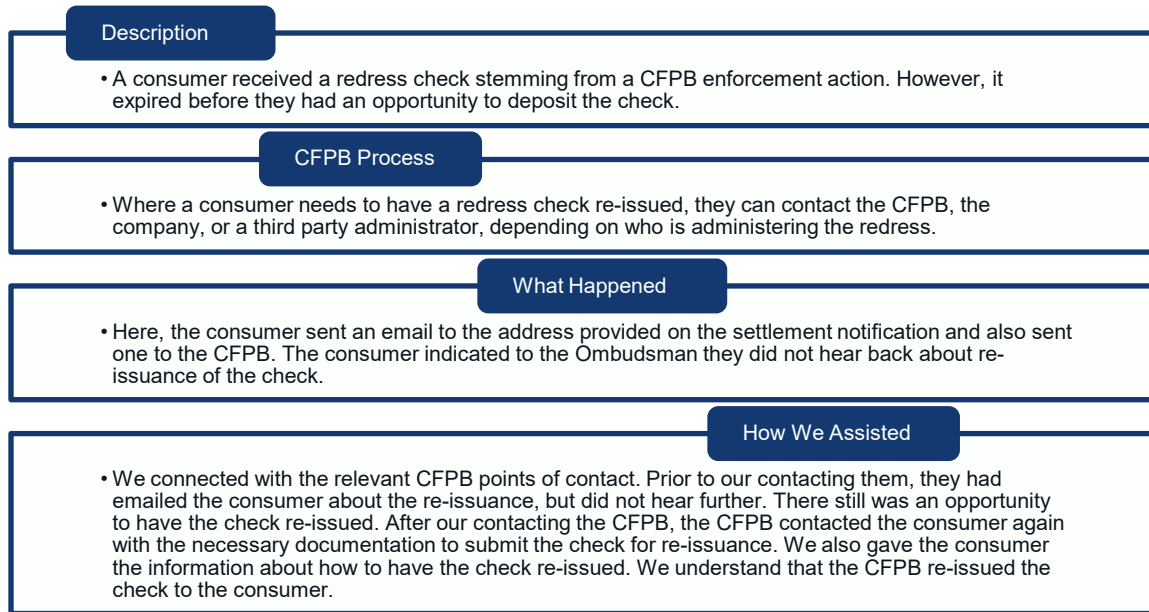 Description
• A consumer received a redress check stemming from a CFPB enforcement action. However, it
expired before they had an opportunity to deposit the check.
CFPB Process
• Where a consumer needs to have a redress check re-issued, they can contact the CFPB, the
company, or a third party administrator, depending on who is administering the redress.
What Happened
• Here, the consumer sent an email to the address provided on the settlement notification and also sent
one to the CFPB. The consumer indicated to the Ombudsman they did not hear back about re-
issuance of the check.
How We Assisted
• We connected with the relevant CFPB points of contact. Prior to our contacting them, they had
emailed the consumer about the re-issuance, but did not hear further. There still was an opportunity
to have the check re-issued. After our contacting the CFPB, the CFPB contacted the consumer again
with the necessary documentation to submit the check for re-issuance. We also gave the consumer
the information about how to have the check re-issued. We understand that the CFPB re-issued the
check to the consumer.